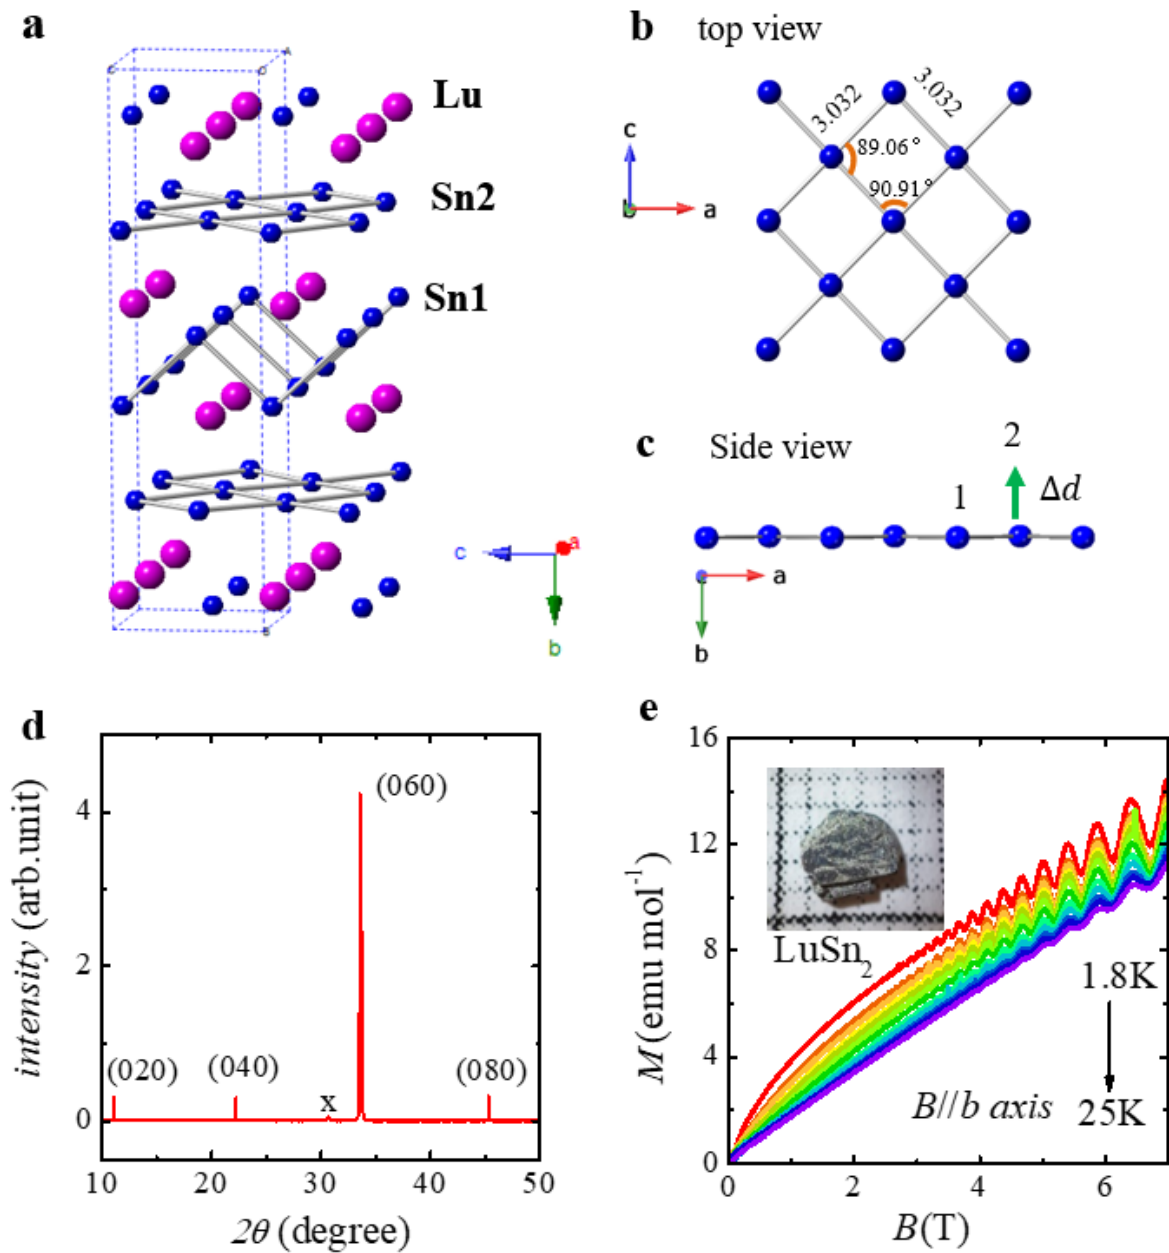 a
Lu
Sn2
Sn1
a
c
b
b top view
3.032
3.032
89.06°
90.91°
c
b
a
c Side view
2
1
Δd
a
b
d
intensity (arb.unit)
4
2
0
(060)
(020)
(040)
x
(080)
10
20
30
40
50
2θ (degree)
e
M (emu mol⁻¹)
16
12
8
4
0
LuSn₂
1.8K
B//b axis 25K
0
2
4
6
B(T)